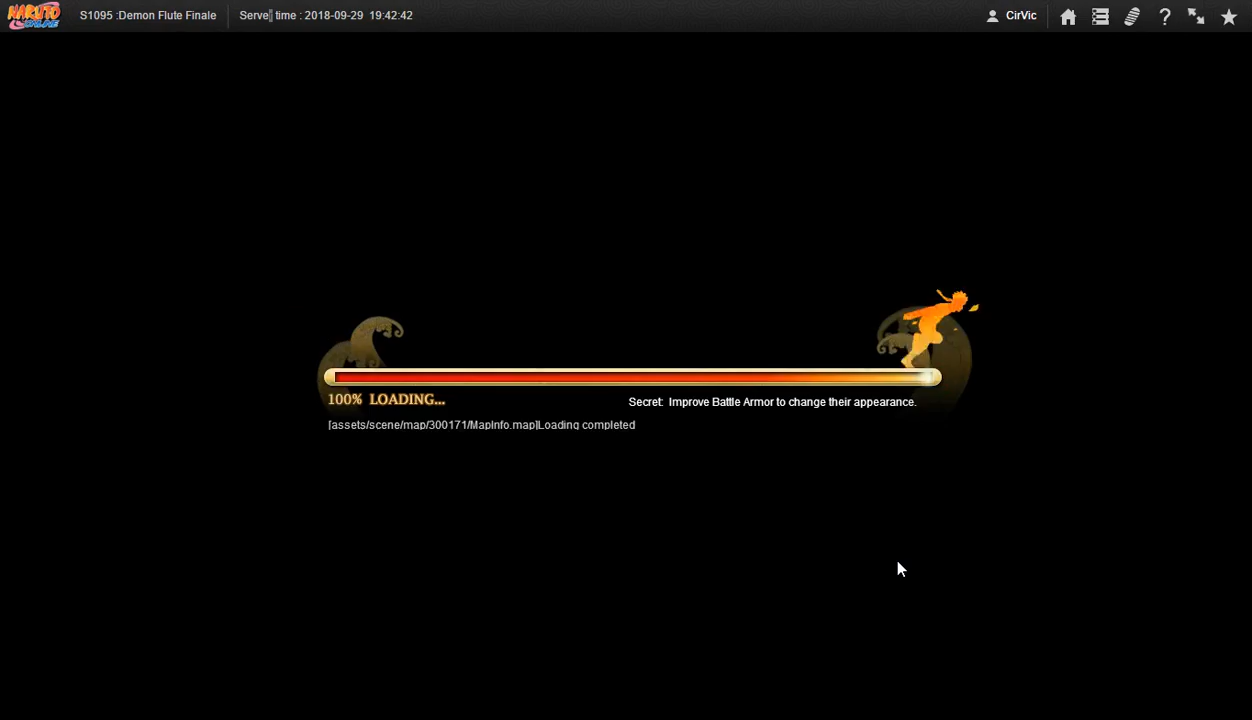 NARUTO ONLINE
S1095 :Demon Flute Finale
Server time : 2018-09-29 19:42:42
CirVic
?
100% LOADING...
Secret: Improve Battle Armor to change their appearance.
[assets/scene/map/300171/MapInfo.map]Loading completed